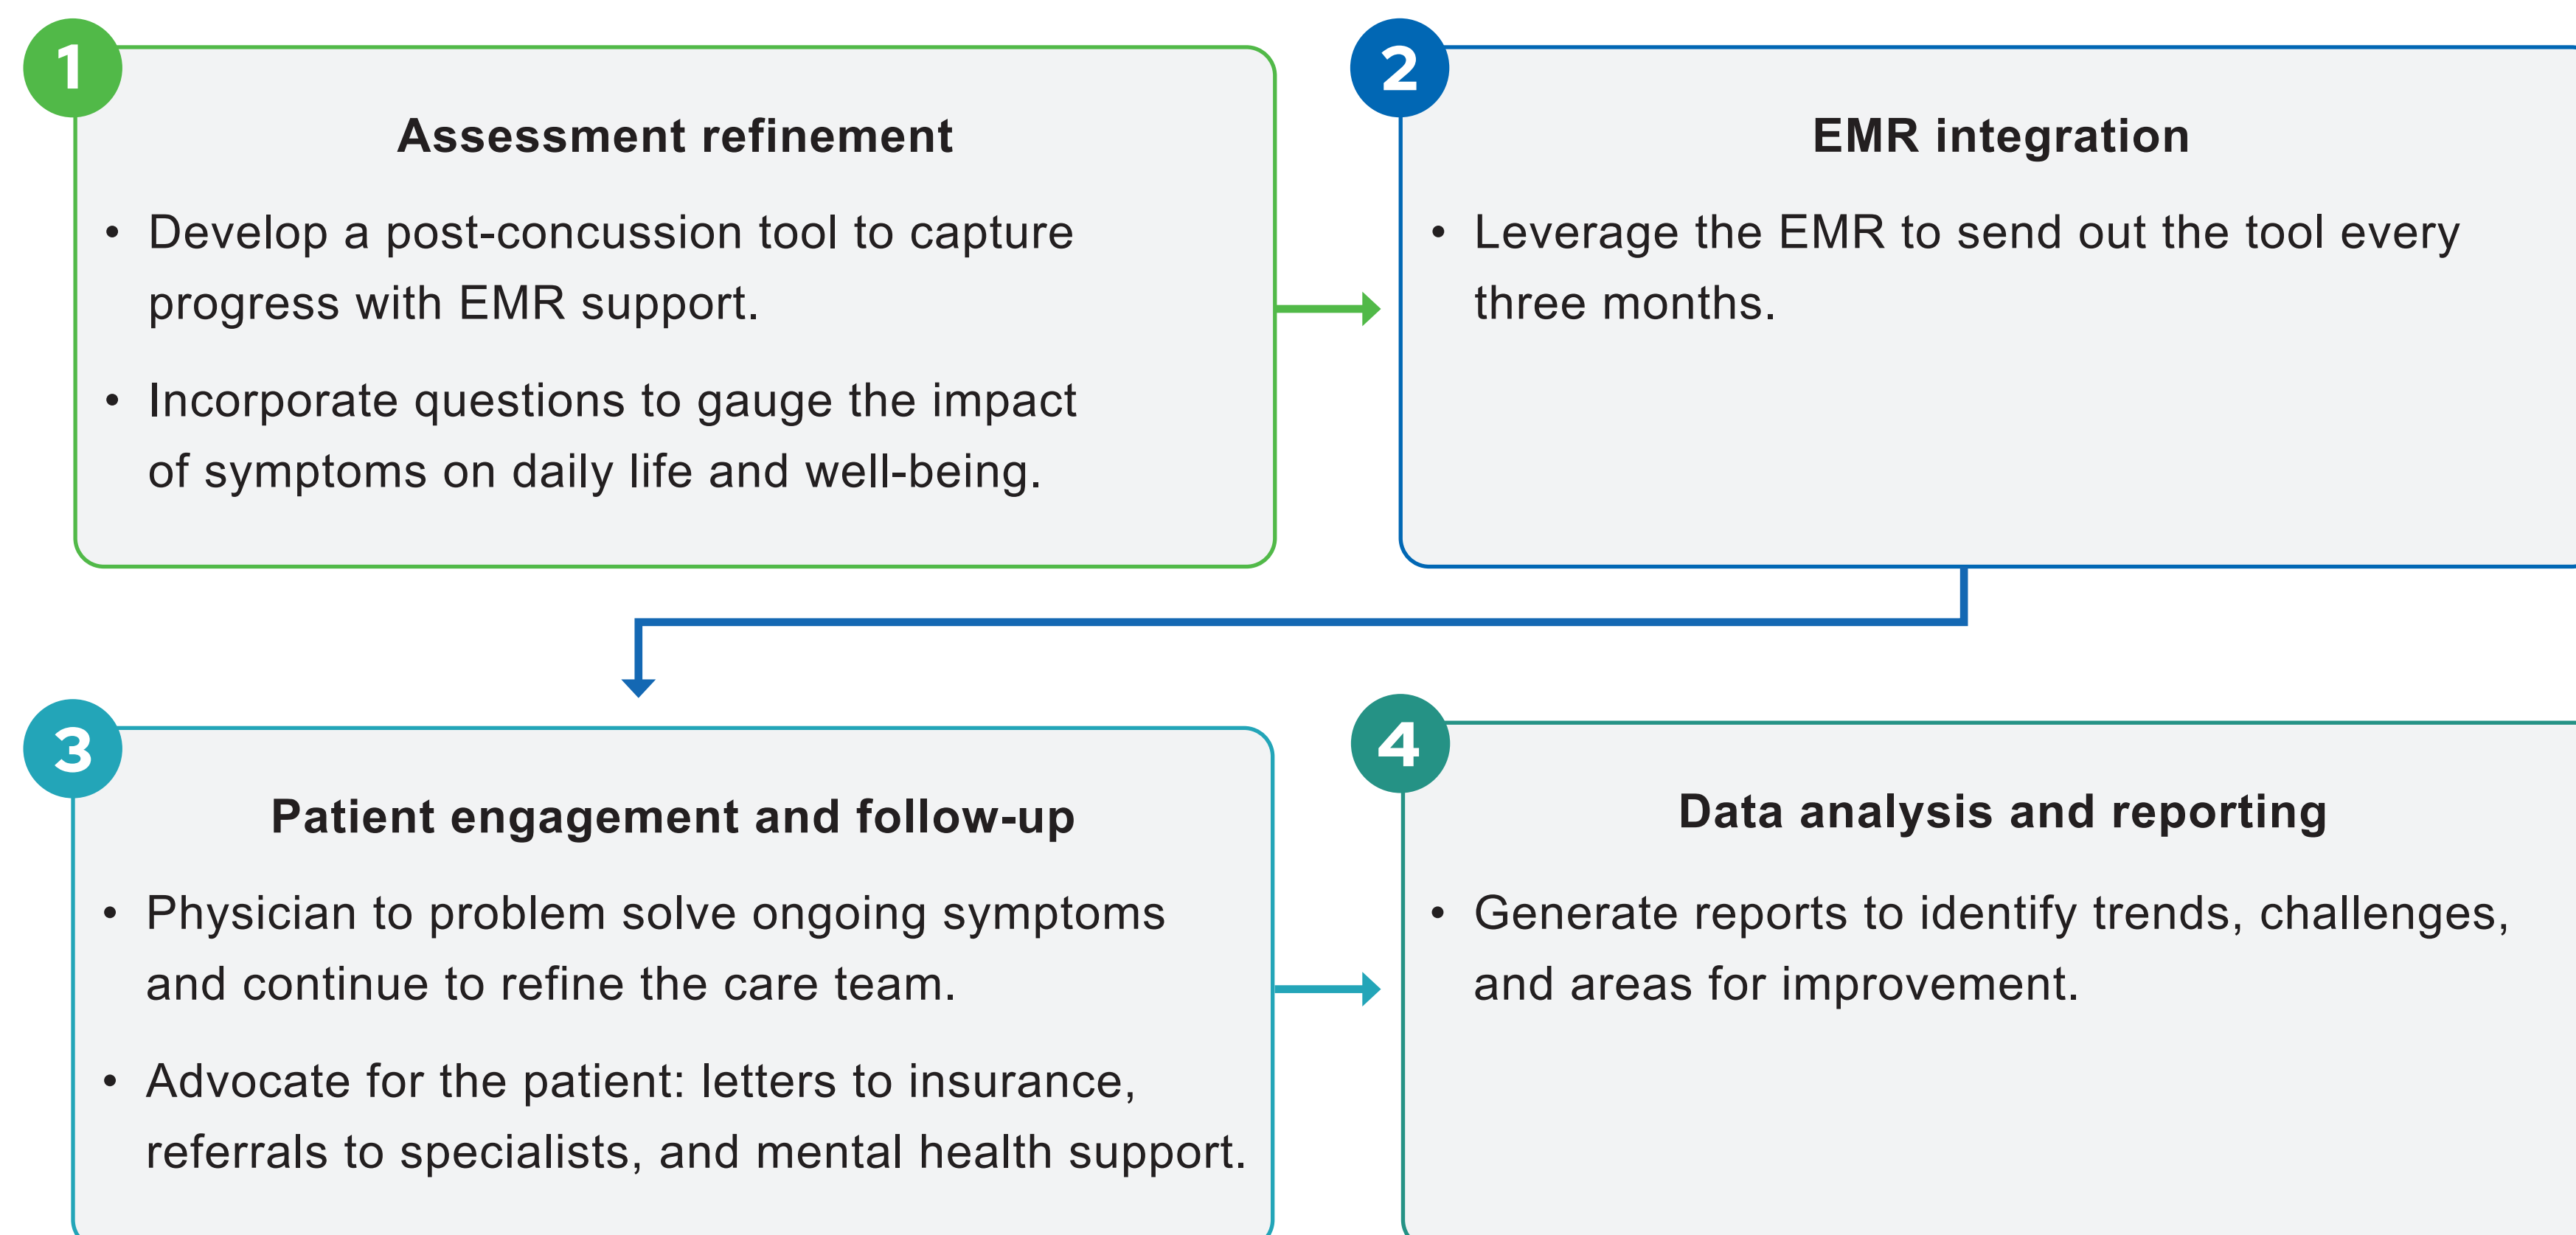 1
Assessment refinement
• Develop a post-concussion tool to capture
progress with EMR support.
• Incorporate questions to gauge the impact
of symptoms on daily life and well-being.
2
EMR integration
• Leverage the EMR to send out the tool every
three months.
3
Patient engagement and follow-up
• Physician to problem solve ongoing symptoms
and continue to refine the care team.
• Advocate for the patient: letters to insurance,
referrals to specialists, and mental health support.
4
Data analysis and reporting
• Generate reports to identify trends, challenges,
and areas for improvement.